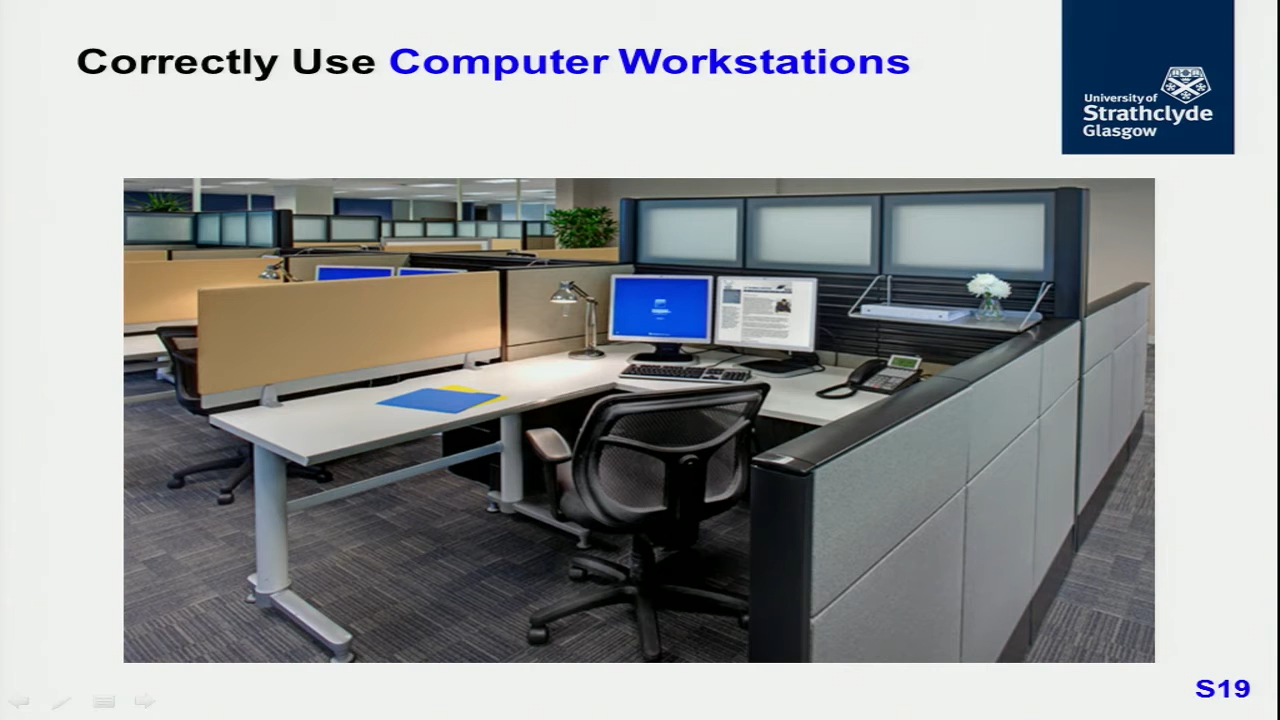 Correctly Use Computer Workstations
University of
Strathclyde
Glasgow
S19